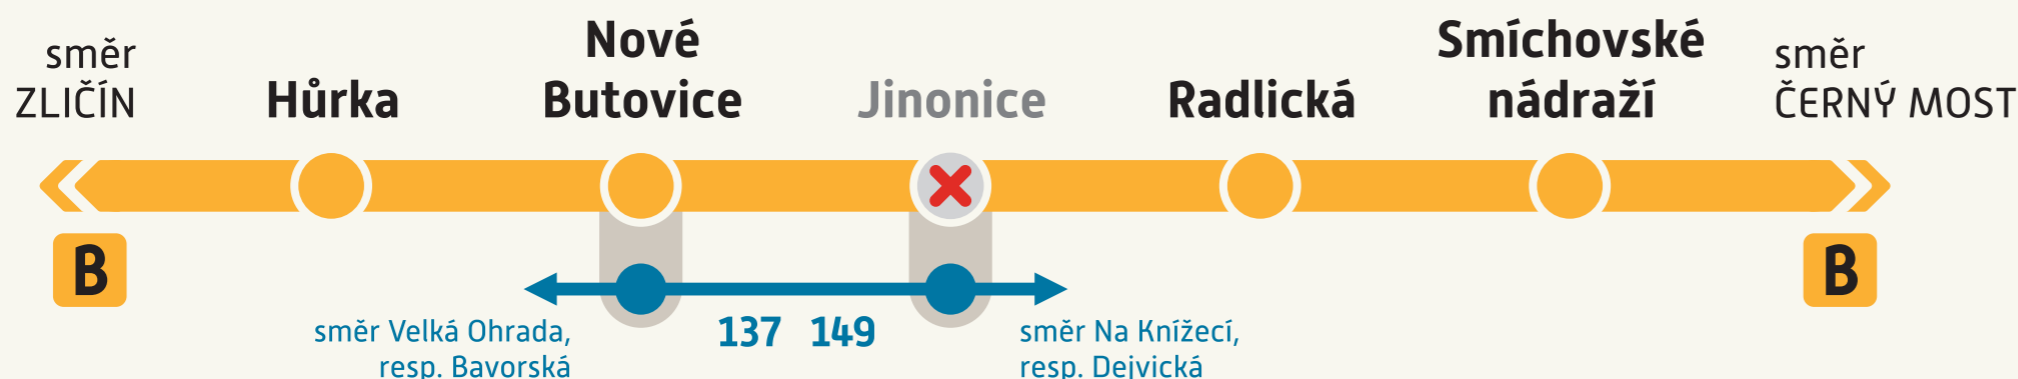 směr
ZLIČÍN
Hůrka
Nové
Butovice
Jinonice
Radlická
Smíchovské
nádraží
směr
ČERNÝ MOST
B
B
směr Velká Ohrada,
resp. Bavorská
137 149
směr Na Knížecí,
resp. Dejvická